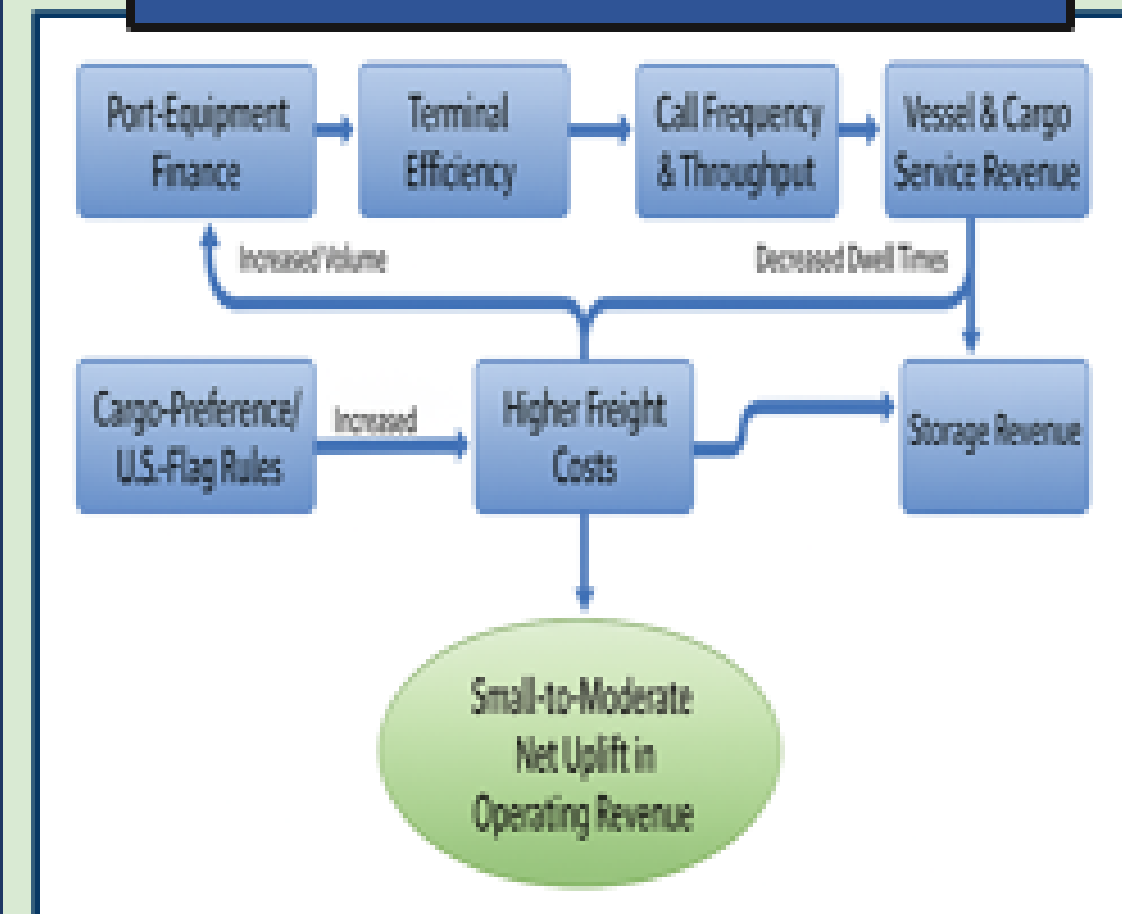 Port-Equipment
Finance
Terminal
Efficiency
Call Frequency
& Throughput
Vessel & Cargo
Service Revenue
Increased Volume
Decreased Dwell Times
Cargo-Preference/
U.S.-Flag Rules
Increased
Higher Freight
Costs
Storage Revenue
Small-to-Moderate
Net Uplift in
Operating Revenue